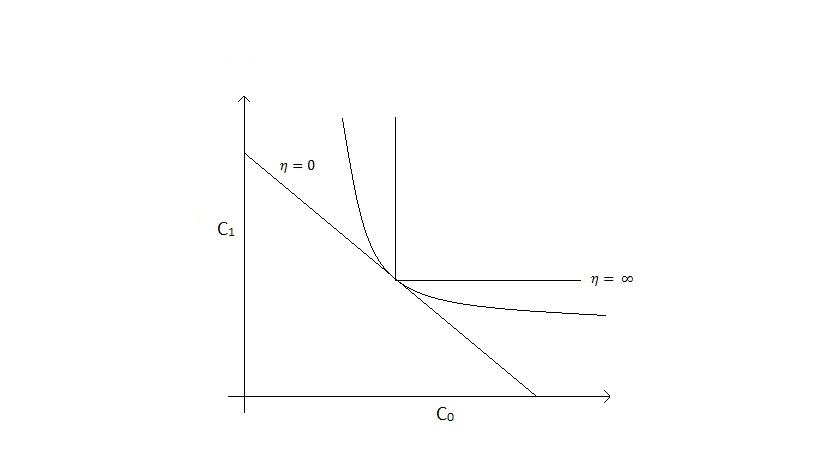 η = 0
C₁
η = ∞
C₀